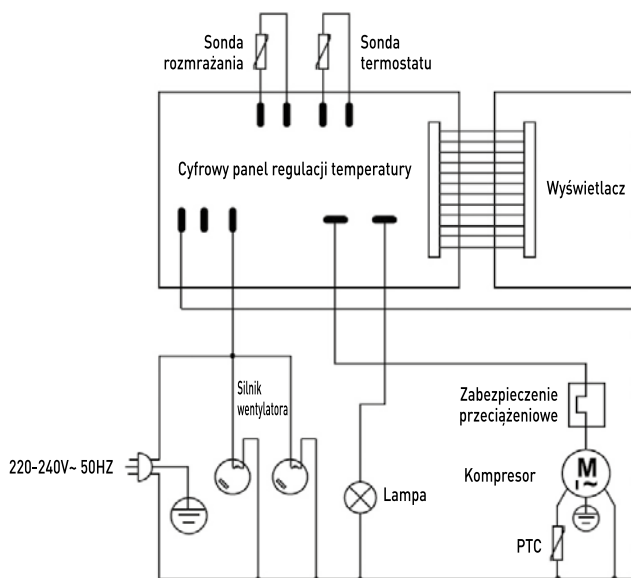 Sonda
rozmrażania
Sonda
termostatu
Cyfrowy panel regulacji temperatury
Wyświetlacz
Silnik
wentylatora
Zabezpieczenie
przeciążeniowe
220-240V~ 50HZ
Lampa
Kompresor
M
1~
PTC